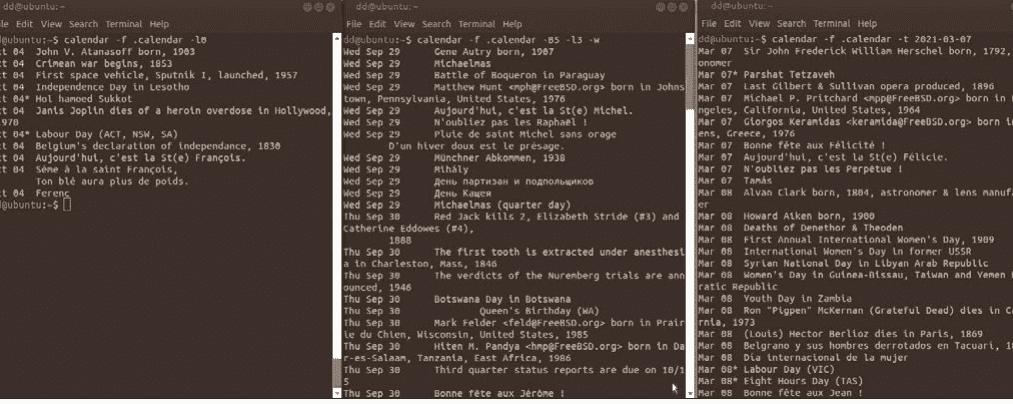 dd@ubuntu: ~
ile Edit View Search Terminal Help
dd@ubuntu:~$ calendar -f .calendar -l0
ct 04 John V. Atanasoff born, 1903
ct 04 Crimean war begins, 1853
ct 04 First space vehicle, Sputnik I, launched, 1957
ct 04 Independence Day in Lesotho
ct 04* Hol hamoed Sukkot
ct 04 Janis Joplin dies of a heroin overdose in Hollywood,
1970
ct 04* Labour Day (ACT, NSW, SA)
ct 04 Belgium's declaration of independance, 1830
ct 04 Aujourd'hui, c'est la St(e) François.
ct 04 Sème à la saint François,
Ton blé aura plus de poids.
ct 04 Ferenc
dd@ubuntu:~$
dd@ubuntu: ~
File Edit View Search Terminal Help
dd@ubuntu:~$ calendar -f .calendar -B5 -l3 -w
Wed Sep 29 Gene Autry born, 1907
Wed Sep 29 Michaelmas
Wed Sep 29 Battle of Boqueron in Paraguay
Wed Sep 29 Matthew Hunt <mph@FreeBSD.org> born in Johns
town, Pennsylvania, United States, 1976
Wed Sep 29 Aujourd'hui, c'est la St(e) Michel.
Wed Sep 29 N'oubliez pas les Raphaël !
Wed Sep 29 Pluie de saint Michel sans orage
D'un hiver doux est le présage.
Wed Sep 29 Münchner Abkommen, 1938
Wed Sep 29 Mihály
Wed Sep 29 День партизан и подпольщиков
Wed Sep 29 День Кацея
Wed Sep 29 Michaelmas (quarter day)
Thu Sep 30 Red Jack kills 2, Elizabeth Stride (#3) and
Catherine Eddowes (#4),
1888
Thu Sep 30 The first tooth is extracted under anesthesi
a in Charleston, Mass, 1846
Thu Sep 30 The verdicts of the Nuremberg trials are ann
ounced, 1946
Thu Sep 30 Botswana Day in Botswana
Thu Sep 30 Queen's Birthday (WA)
Thu Sep 30 Mark Felder <feld@FreeBSD.org> born in Prair
ie du Chien, Wisconsin, United States, 1985
Thu Sep 30 Hiten M. Pandya <hmp@FreeBSD.org> born in Da
r-es-Salaam, Tanzania, East Africa, 1986
Thu Sep 30 Third quarter status reports are due on 10/1
5
Thu Sep 30 Bonne fête aux Jérôme !
dd@ubuntu: ~
File Edit View Search Terminal Help
dd@ubuntu:~$ calendar -f .calendar -t 2021-03-07
Mar 07 Sir John Frederick William Herschel born, 1792,
onomer
Mar 07* Parshat Tetzaveh
Mar 07 Last Gilbert & Sullivan opera produced, 1896
Mar 07 Michael P. Pritchard <mpp@FreeBSD.org> born in
ngeles, California, United States, 1964
Mar 07 Giorgos Keramidas <keramida@FreeBSD.org> born in
ens, Greece, 1976
Mar 07 Bonne fête aux Félicité !
Mar 07 Aujourd'hui, c'est la St(e) Félicie.
Mar 07 N'oubliez pas les Perpétue !
Mar 07 Tamás
Mar 08 Alvan Clark born, 1804, astronomer & lens manufa
er
Mar 08 Howard Aiken born, 1900
Mar 08 Deaths of Denethor & Theoden
Mar 08 First Annual International Women's Day, 1909
Mar 08 International Women's Day in former USSR
Mar 08 Syrian National Day in Libyan Arab Republic
Mar 08 Women's Day in Guinea-Bissau, Taiwan and Yemen
ratic Republic
Mar 08 Youth Day in Zambia
Mar 08 Ron "Pigpen" McKernan (Grateful Dead) dies in Ca
rnia, 1973
Mar 08 (Louis) Hector Berlioz dies in Paris, 1869
Mar 08 Belgrano y sus hombres derrotados en Tacuari, 18
Mar 08 Día internacional de la mujer
Mar 08* Labour Day (VIC)
Mar 08* Eight Hours Day (TAS)
Mar 08 Bonne fête aux Jean !